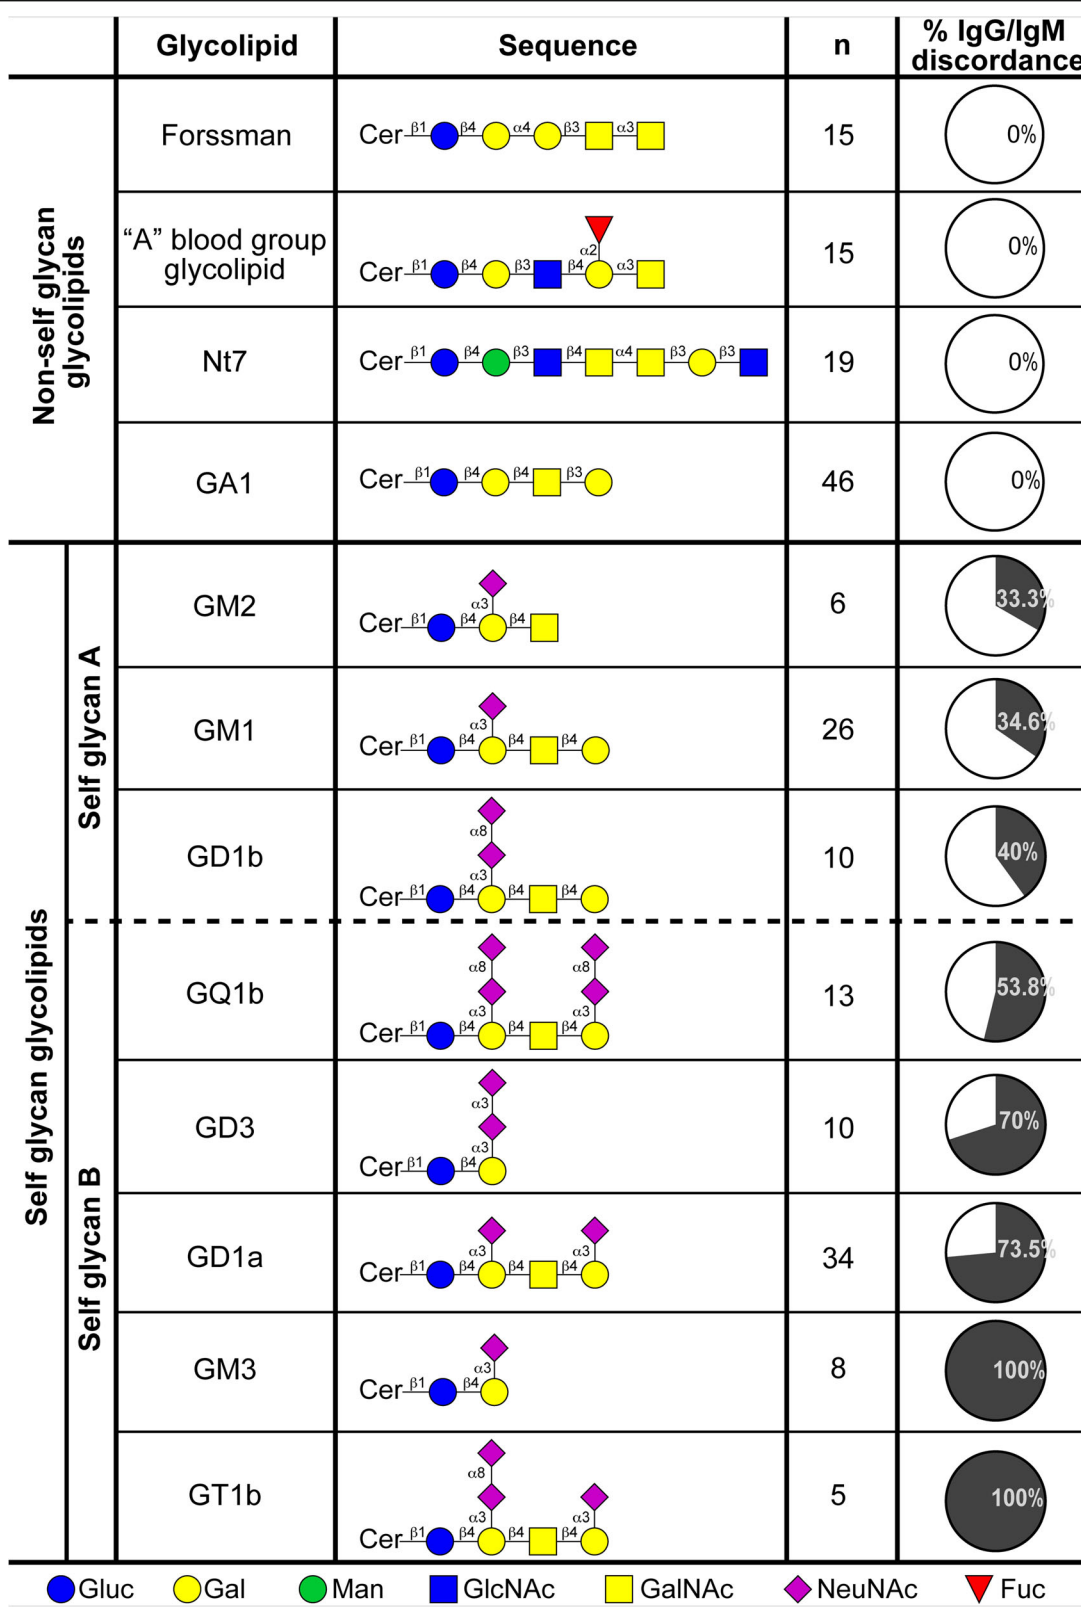 Glycolipid Sequence n % IgG/IgM
discordance
Non-self glycan
glycolipids
Forssman Cer β1 β4 α4 β3 α3 15 0%
"A" blood group
glycolipid
α2
Cer β1 β4 β3 β4 α3 15 0%
Nt7 Cer β1 β4 β3 β4 α4 β3 β3 19 0%
GA1 Cer β1 β4 β4 β3 46 0%
Self glycan glycolipids
Self glycan A
GM2
α3
Cer β1 β4 β4 6 33.3%
GM1
α3
Cer β1 β4 β4 β4 26 34.6%
GD1b
α8
α3
Cer β1 β4 β4 β4 10 40%
Self glycan B
GQ1b
α8 α8
α3 α3
Cer β1 β4 β4 β4 13 53.8%
GD3
α3
α3
Cer β1 β4 10 70%
GD1a
α3 α3
Cer β1 β4 β4 β4 34 73.5%
GM3
α3
Cer β1 β4 8 100%
GT1b
α8
α3 α3
Cer β1 β4 β4 β4 5 100%
Gluc Gal Man GlcNAc GalNAc NeuNAc Fuc